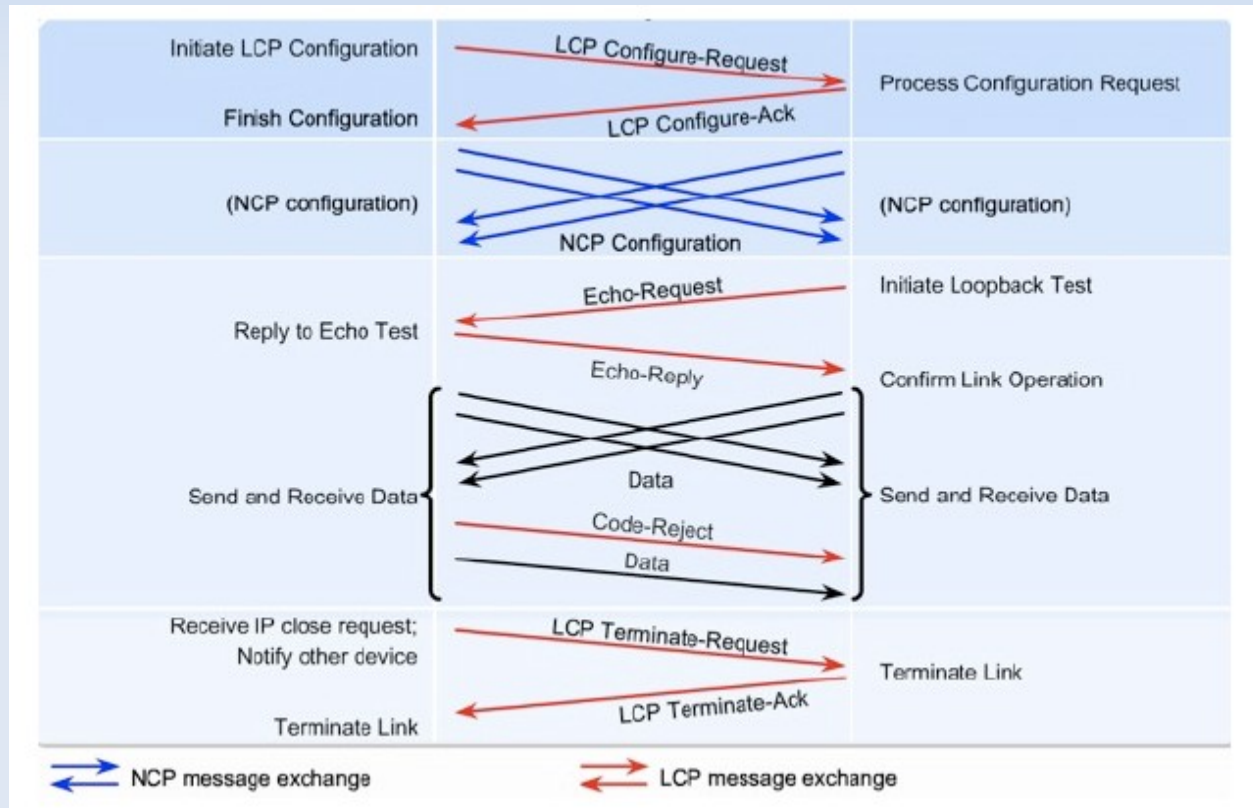 Initiate LCP Configuration
LCP Configure-Request
Process Configuration Request
Finish Configuration
LCP Configure-Ack
(NCP configuration)
(NCP configuration)
NCP Configuration
Echo-Request
Initiate Loopback Test
Reply to Echo Test
Echo-Reply
Confirm Link Operation
Data
Send and Receive Data
Send and Receive Data
Code-Reject
Data
Receive IP close request;
Notify other device
LCP Terminate-Request
Terminate Link
LCP Terminate-Ack
Terminate Link
NCP message exchange
LCP message exchange